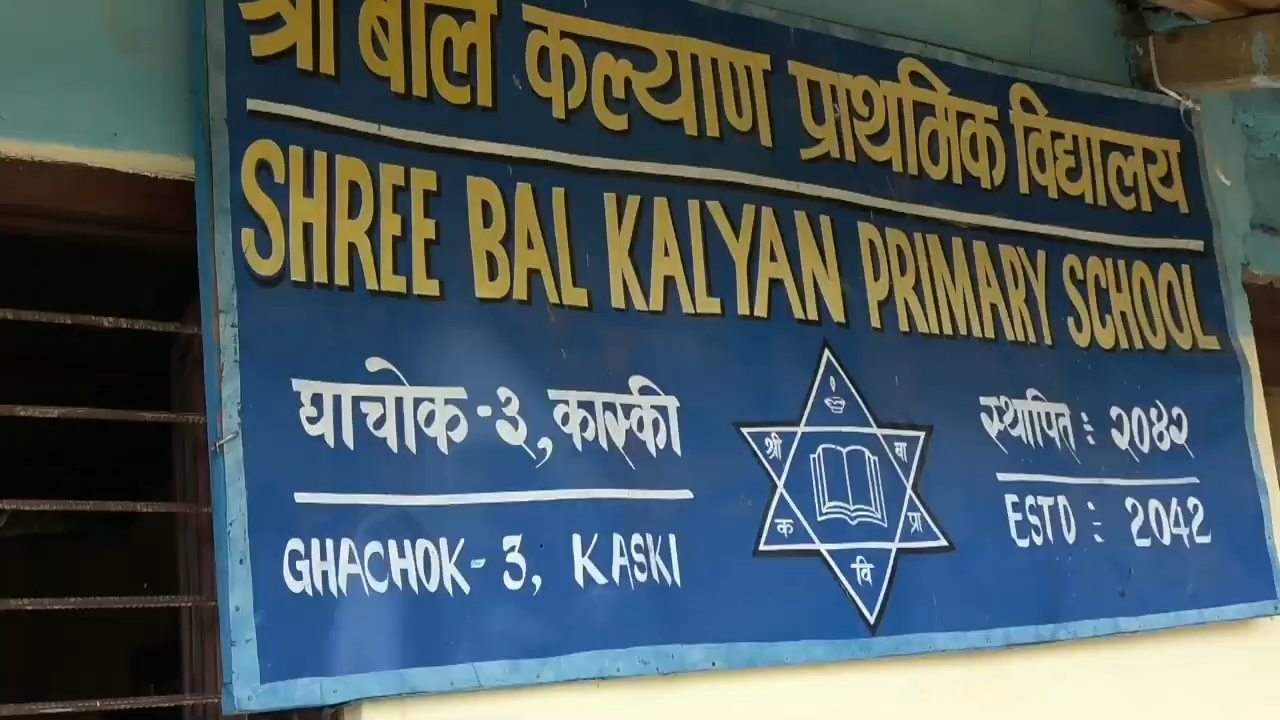 श्री बाल कल्याण प्राथमिक विद्यालय
SHREE BAL KALYAN PRIMARY SCHOOL
घाचोक - ३, कास्की
GHACHOK - 3, KASKI
श्री बा
क प्रा
वि
स्थापित : २०४२
ESTD : 2042